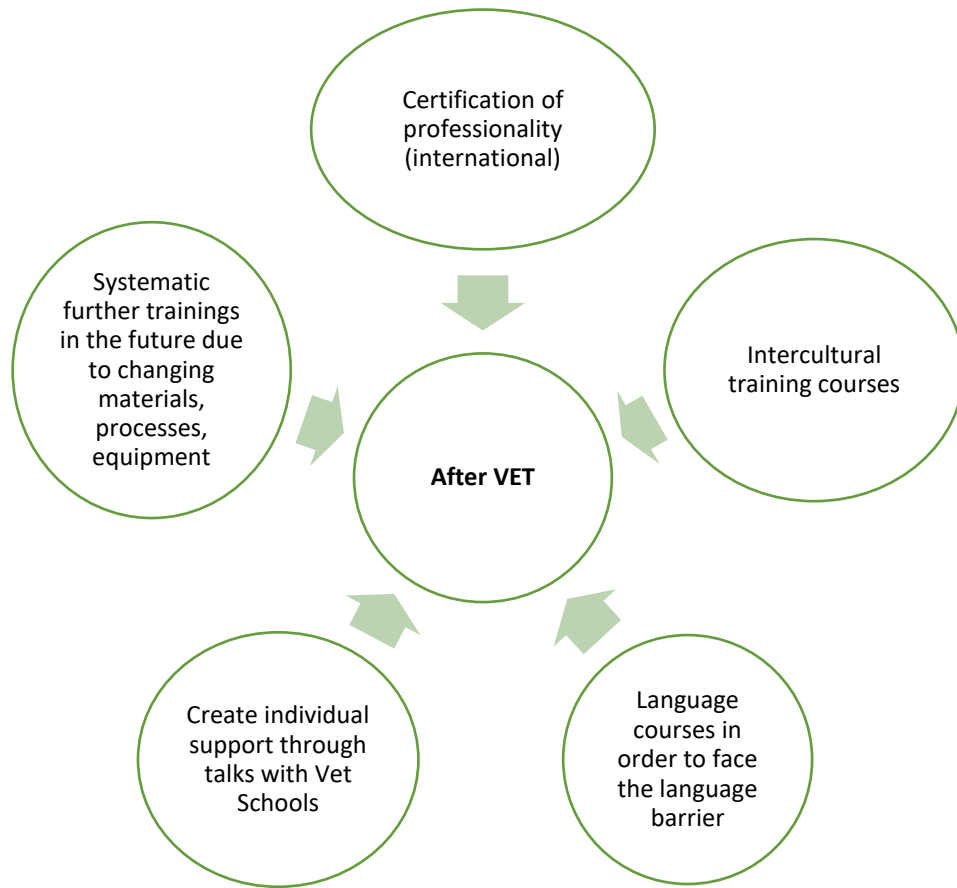 Certification of
professionality
(international)
Systematic
further trainings
in the future due
to changing
materials,
processes,
equipment
Intercultural
training courses
After VET
Create individual
support through
talks with Vet
Schools
Language
courses in
order to face
the language
barrier